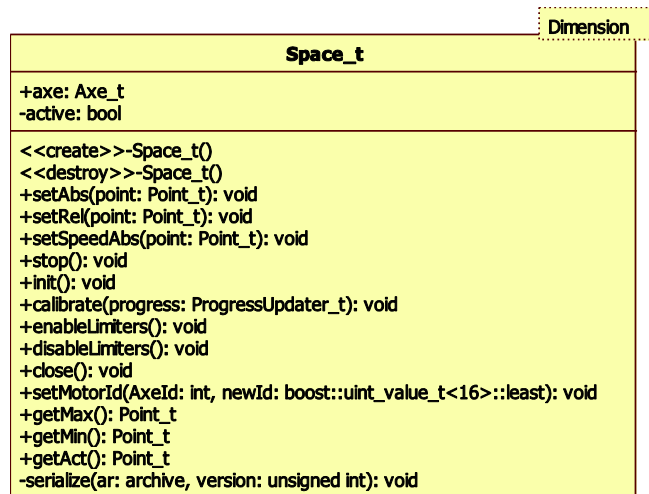 Dimension
Space_t
+axe: Axe_t
-active: bool
<<create>>-Space_t()
<<destroy>>-Space_t()
+setAbs(point: Point_t): void
+setRel(point: Point_t): void
+setSpeedAbs(point: Point_t): void
+stop(): void
+init(): void
+calibrate(progress: ProgressUpdater_t): void
+enableLimiters(): void
+disableLimiters(): void
+close(): void
+setMotorId(AxeId: int, newId: boost::uint_value_t<16>::least): void
+getMax(): Point_t
+getMin(): Point_t
+getAct(): Point_t
-serialize(ar: archive, version: unsigned int): void